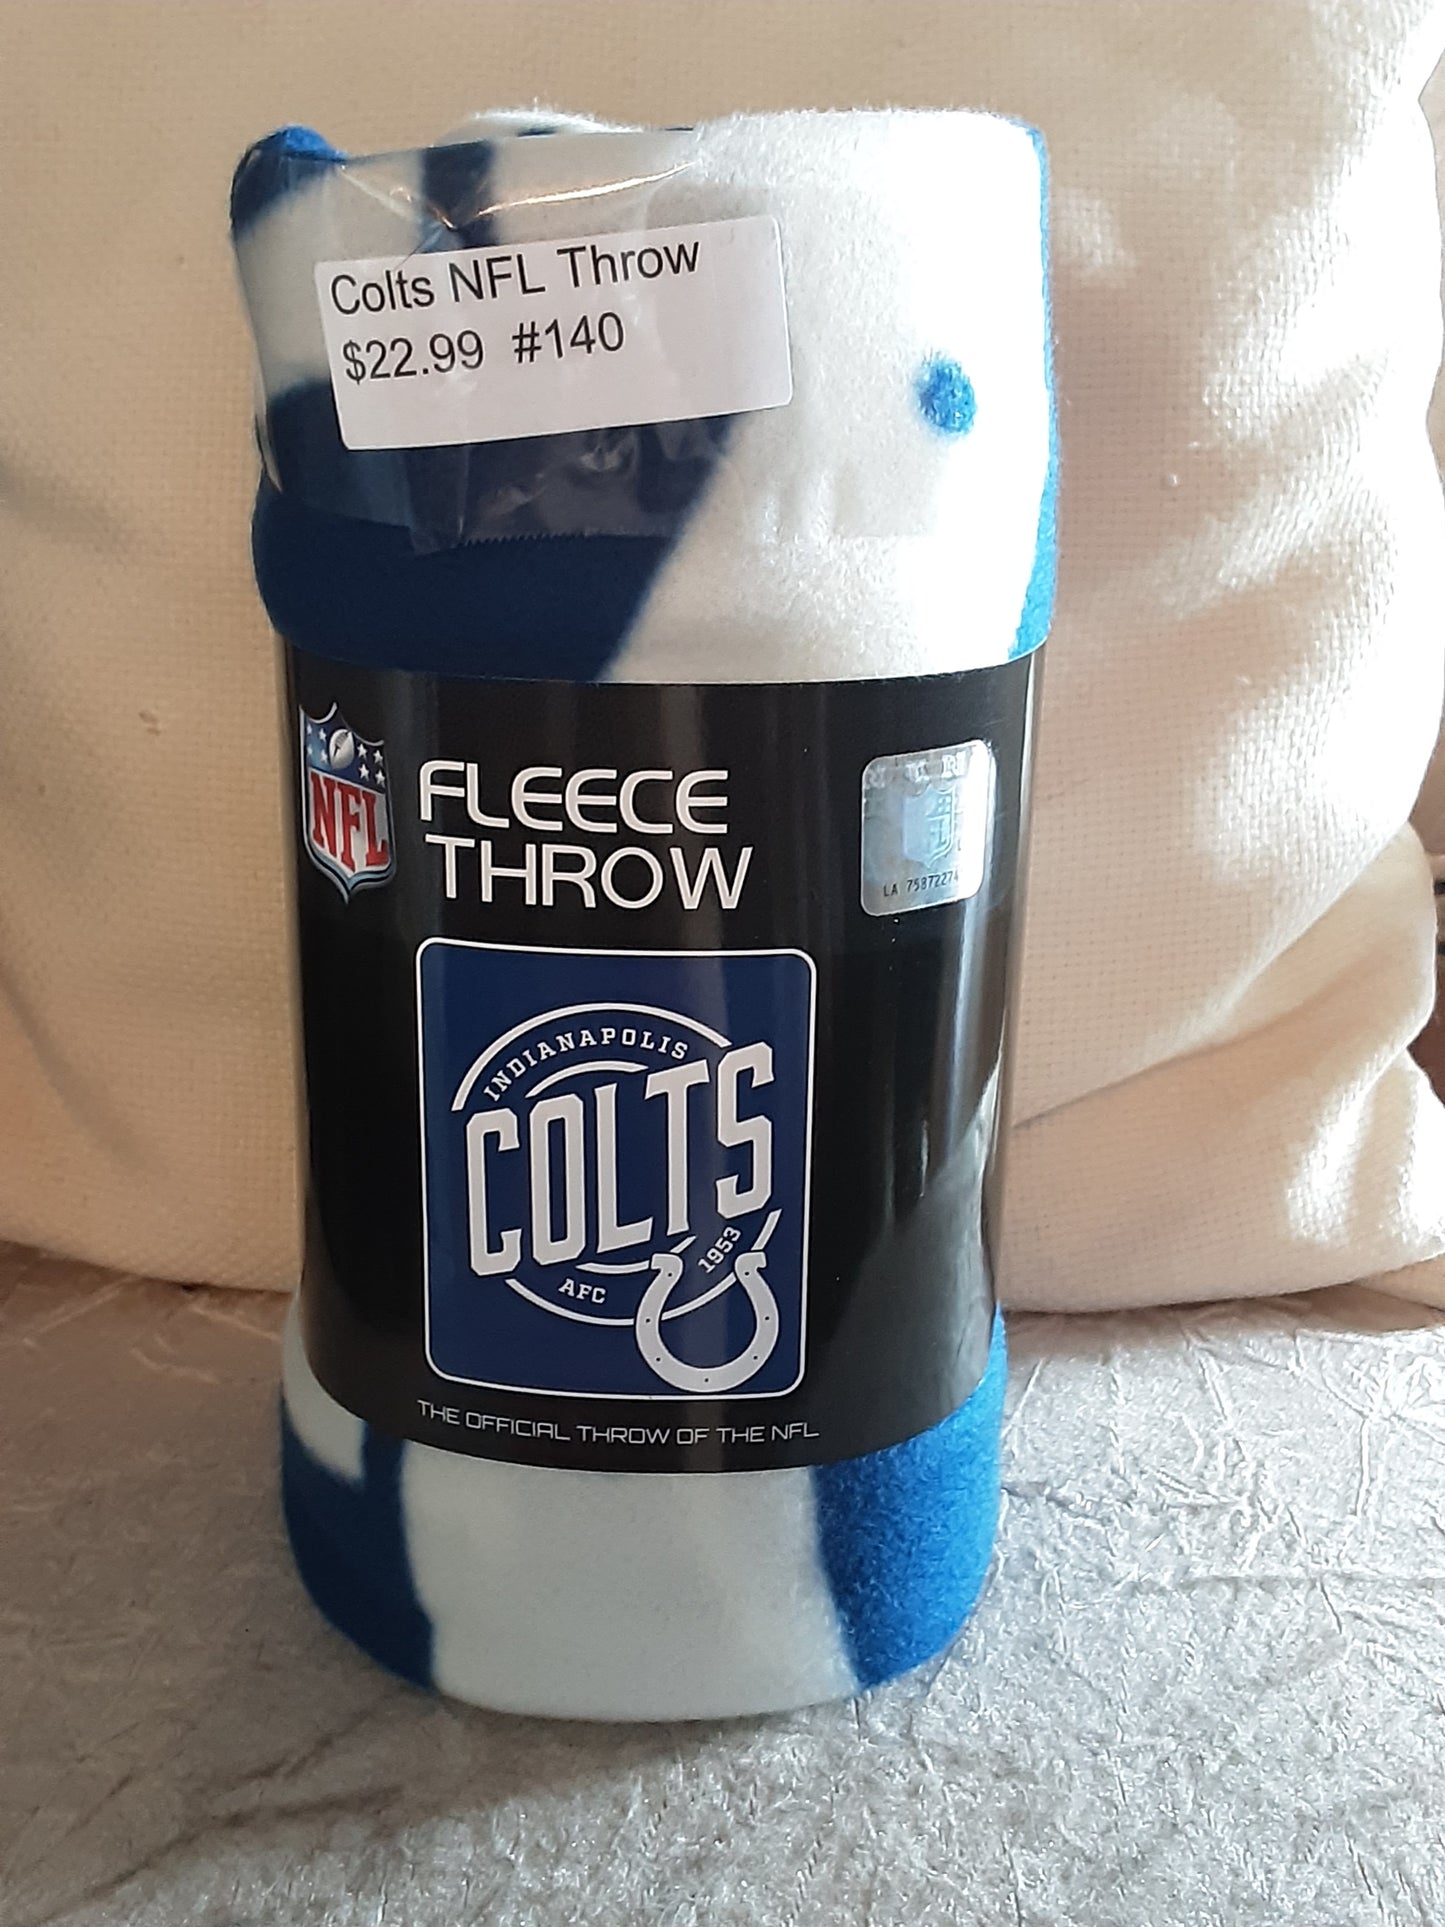 Colts NFL Throw
$22.99 #140
NFL
FLEECE
THROW
INDIANAPOLIS
COLTS
1953
AFC
THE OFFICIAL THROW OF THE NFL